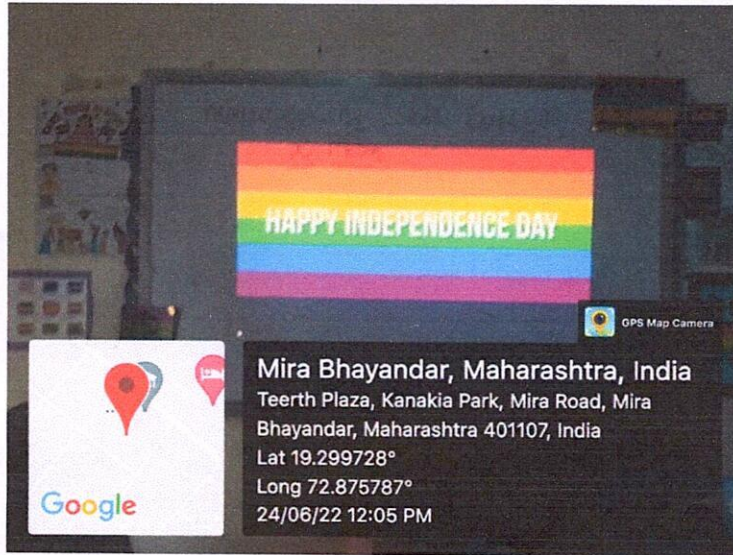 HAPPY INDEPENDENCE DAY
GPS Map Camera
Mira Bhayandar, Maharashtra, India
Teerth Plaza, Kanakia Park, Mira Road, Mira
Bhayandar, Maharashtra 401107, India
Lat 19.299728°
Long 72.875787°
24/06/22 12:05 PM
Google